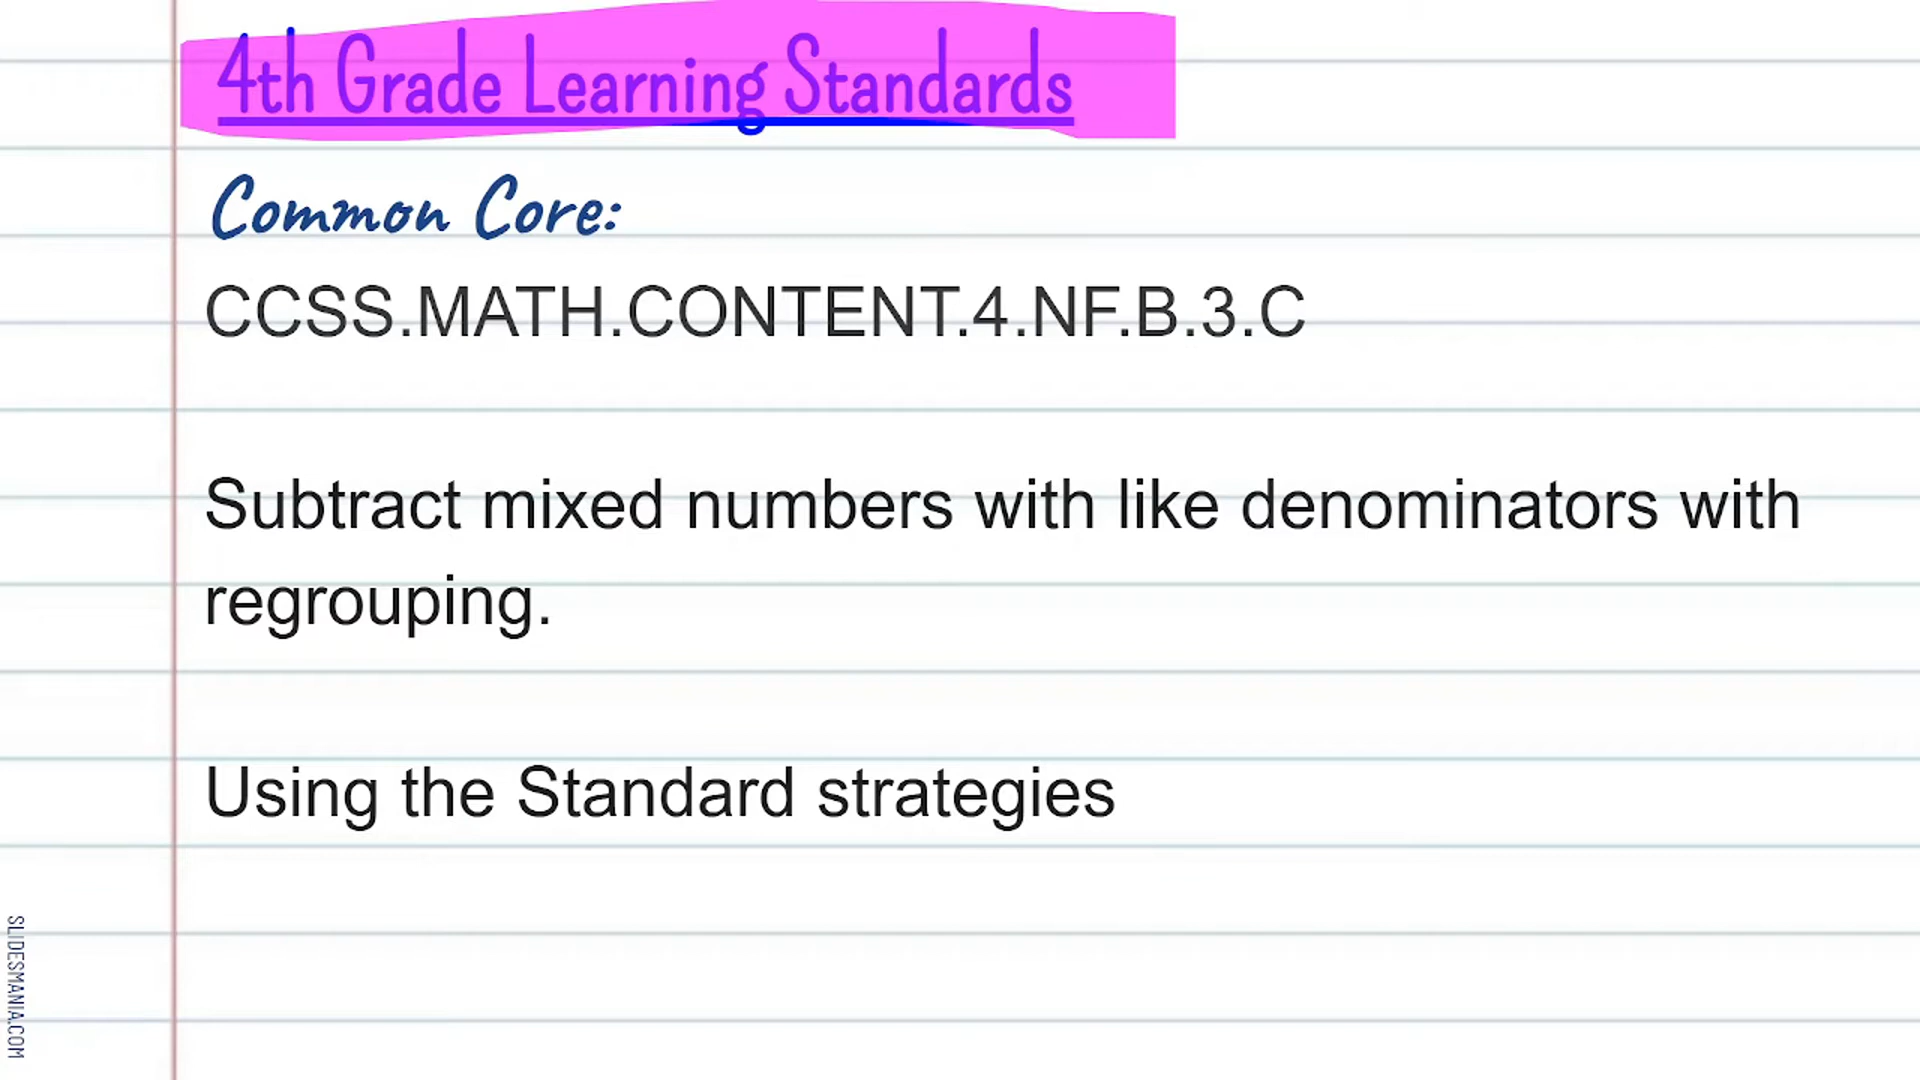 4th Grade Learning Standards
Common Core:
CCSS.MATH.CONTENT.4.NF.B.3.C
Subtract mixed numbers with like denominators with
regrouping.
Using the Standard strategies
SLIDESMANIA.COM